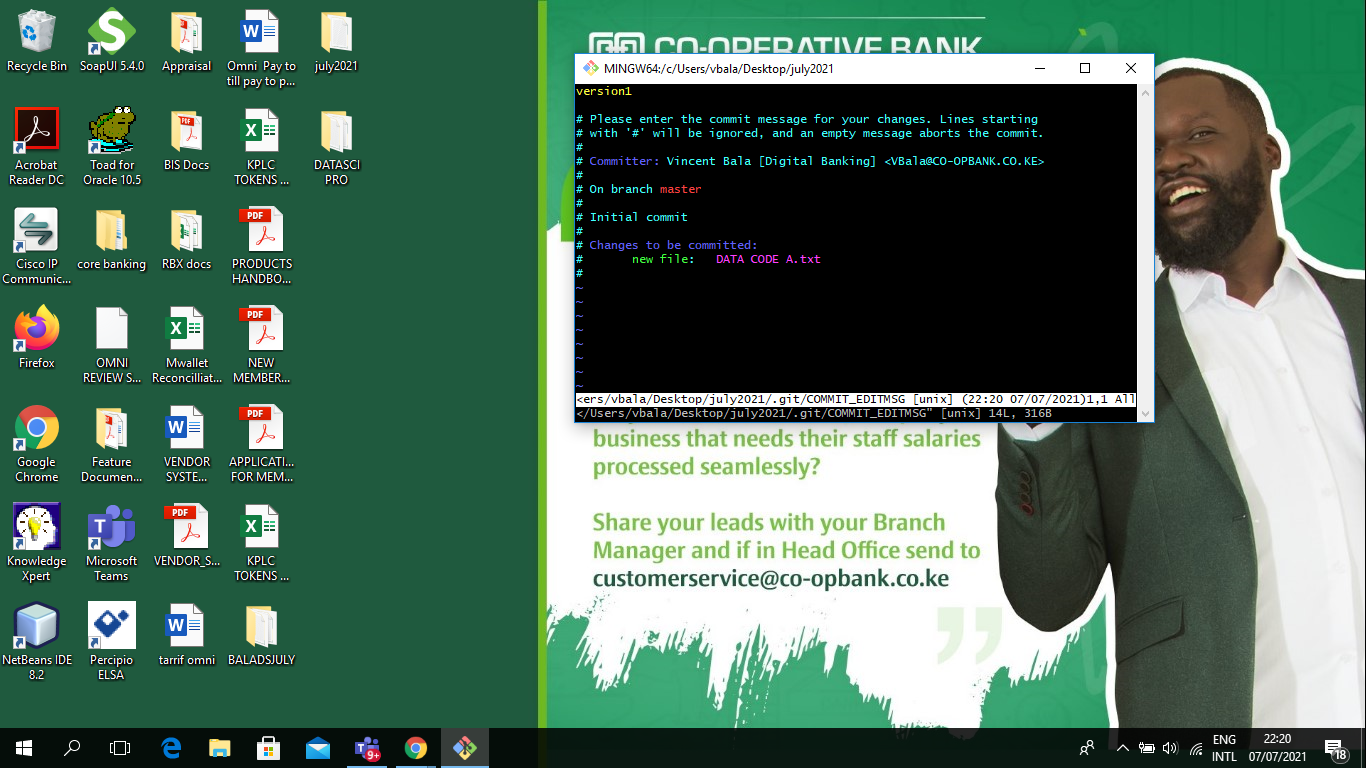 Recycle Bin
SoapUI 5.4.0
Appraisal
Omni Pay to
till pay to p...
july2021
Acrobat
Reader DC
Toad for
Oracle 10.5
BIS Docs
KPLC
TOKENS ...
DATASCI
PRO
Cisco IP
Communic...
core banking
RBX docs
PDF
PRODUCTS
HANDBO...
Firefox
OMNI
REVIEW S...
Mwallet
Reconcilliat...
PDF
NEW
MEMBER...
Google
Chrome
Feature
Documen...
VENDOR
SYSTE...
PDF
APPLICATI...
FOR MEM...
Knowledge
Xpert
Microsoft
Teams
PDF
VENDOR_S...
KPLC
TOKENS ...
NetBeans IDE
8.2
Percipio
ELSA
tarrif omni
BALADSJULY
CO-OPERATIVE BANK
MINGW64:/c/Users/vbala/Desktop/july2021
version1
# Please enter the commit message for your changes. Lines starting
# with '#' will be ignored, and an empty message aborts the commit.
#
# Committer: Vincent Bala [Digital Banking] <VBala@CO-OPBANK.CO.KE>
#
# On branch master
#
# Initial commit
#
# Changes to be committed:
#       new file:   DATA CODE A.txt
#
~
~
~
~
~
~
~
~
<ers/vbala/Desktop/july2021/.git/COMMIT_EDITMSG [unix] (22:20 07/07/2021)1,1 All
</Users/vbala/Desktop/july2021/.git/COMMIT_EDITMSG" [unix] 14L, 316B
business that needs their staff salaries
processed seamlessly?
Share your leads with your Branch
Manager and if in Head Office send to
customerservice@co-opbank.co.ke
9+
ENG
INTL
22:20
07/07/2021
18